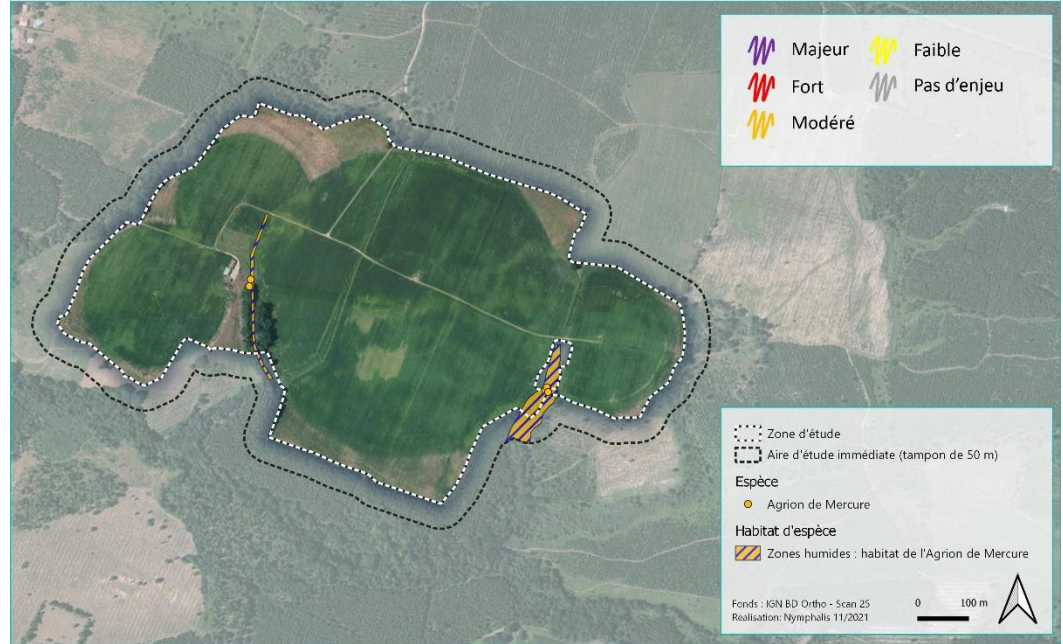 Majeur
Faible
Fort
Pas d'enjeu
Modéré
Zone d'étude
Aire d'étude immédiate (tampon de 50 m)
Espèce
Agrion de Mercure
Habitat d'espèce
Zones humides : habitat de l'Agrion de Mercure
Fonds : IGN BD Ortho - Scan 25
Réalisation: Nymphalis 11/2021
0 100 m